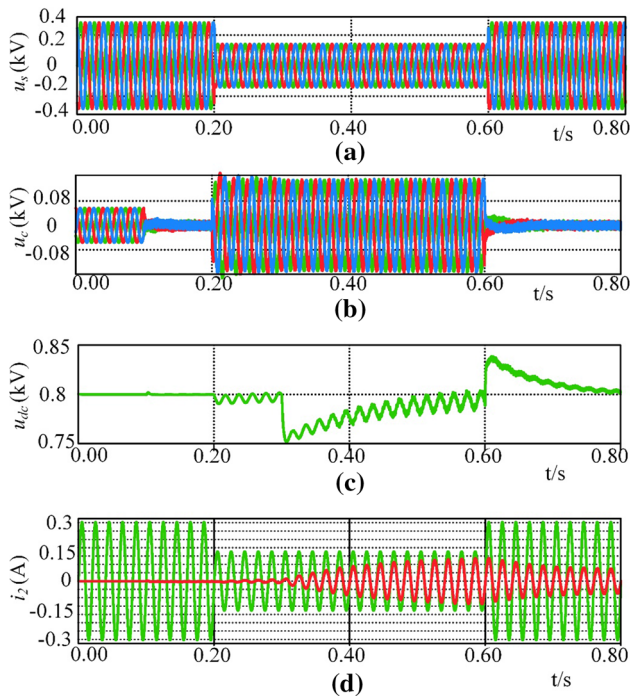 0.4
0.2
0
-0.2
-0.4
u_s (kV)
0.00 0.20 0.40 0.60 0.80
t/s
(a)
0.08
0
-0.08
u_c (kV)
0.00 0.20 0.40 0.60 0.80
t/s
(b)
0.85
0.8
0.75
u_dc (kV)
0.00 0.20 0.40 0.60 0.80
t/s
(c)
0.3
0.15
0
-0.15
-0.3
i_2 (A)
0.00 0.20 0.40 0.60 0.80
t/s
(d)